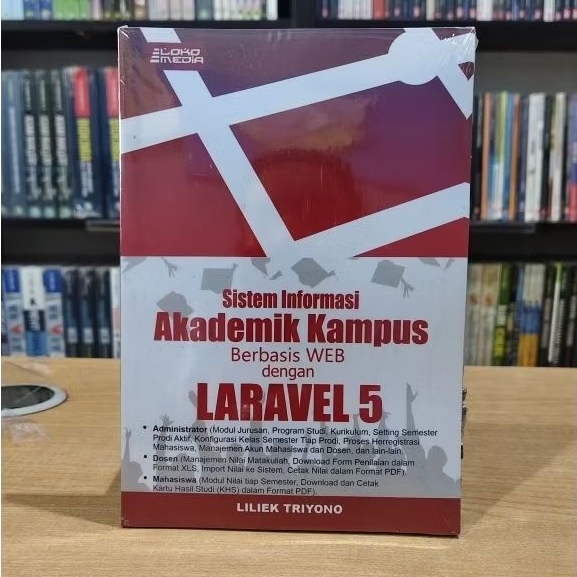 LOKO
MEDIA
Sistem Informasi
Akademik Kampus
Berbasis WEB
dengan
LARAVEL 5
• Administrator (Modul Jurusan, Program Studi, Kurikulum, Setting Semester
Prodi Aktif, Konfigurasi Kelas Semester Tiap Prodi, Proses Herregistrasi
Mahasiswa, Manajemen Akun Mahasiswa dan Dosen, dan lain-lain.
• Dosen (Manajemen Nilai Matakuliah, Download Form Penilaian dalam
Format XLS, Import Nilai ke Sistem, Cetak Nilai dalam Format PDF).
• Mahasiswa (Modul Nilai tiap Semester, Download dan Cetak
Kartu Hasil Studi (KHS) dalam Format PDF).
LILIEK TRIYONO